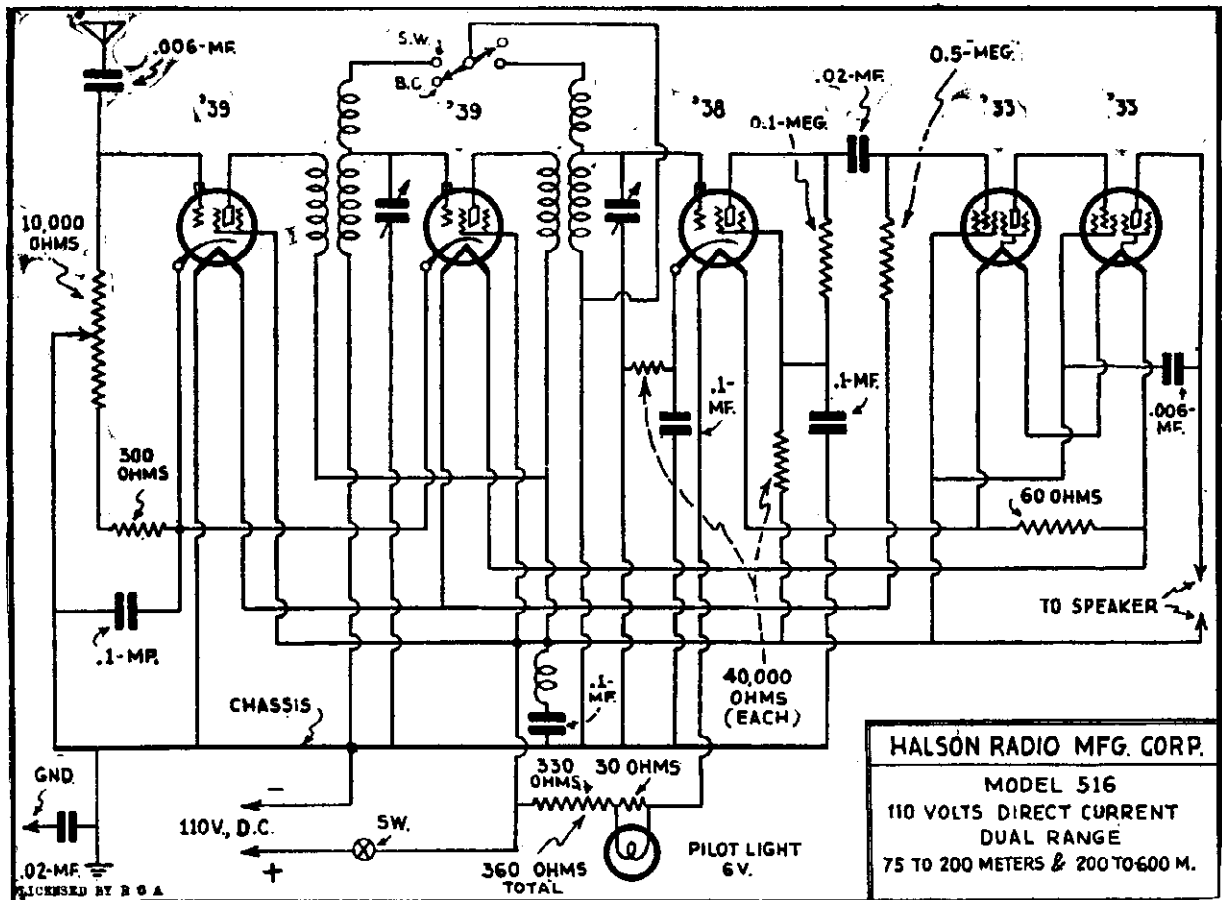 .006-MF.
S.W.
B.C.
'39
'39
'38
0.1-MEG.
.02-MF.
0.5-MEG
'33
'33
10,000
OHMS
300
OHMS
.1-
MF.
.1-MF.
.006-
MF.
60 OHMS
TO SPEAKER
.1-MF.
.1-
MF.
40,000
OHMS
(EACH)
CHASSIS
GND.
.02-MF.
110V., D.C.
-
+
SW.
330
OHMS
30 OHMS
360 OHMS
TOTAL
PILOT LIGHT
6V.
HALSON RADIO MFG. CORP.
MODEL 516
110 VOLTS DIRECT CURRENT
DUAL RANGE
75 TO 200 METERS & 200 TO 600 M.
LICENSED BY R C A